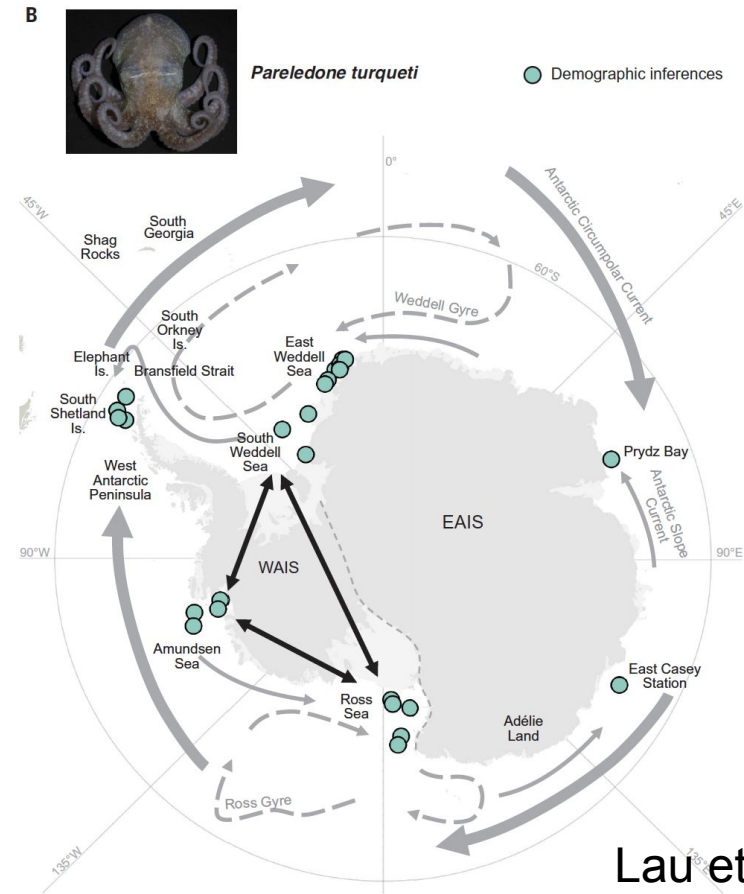 B
Pareledone turqueti
Demographic inferences
0°
45°W
45°E
60°S
Antarctic Circumpolar Current
South
Georgia
Shag
Rocks
Weddell Gyre
South
Orkney
Is.
East
Weddell
Sea
Elephant
Is.
Bransfield Strait
South
Shetland
Is.
South
Weddell
Sea
Prydz Bay
West
Antarctic
Peninsula
Antarctic Slope
Current
EAIS
90°W
WAIS
90°E
Amundsen
Sea
East Casey
Station
Ross
Sea
Adélie
Land
Ross Gyre
135°W
135°E
Lau et